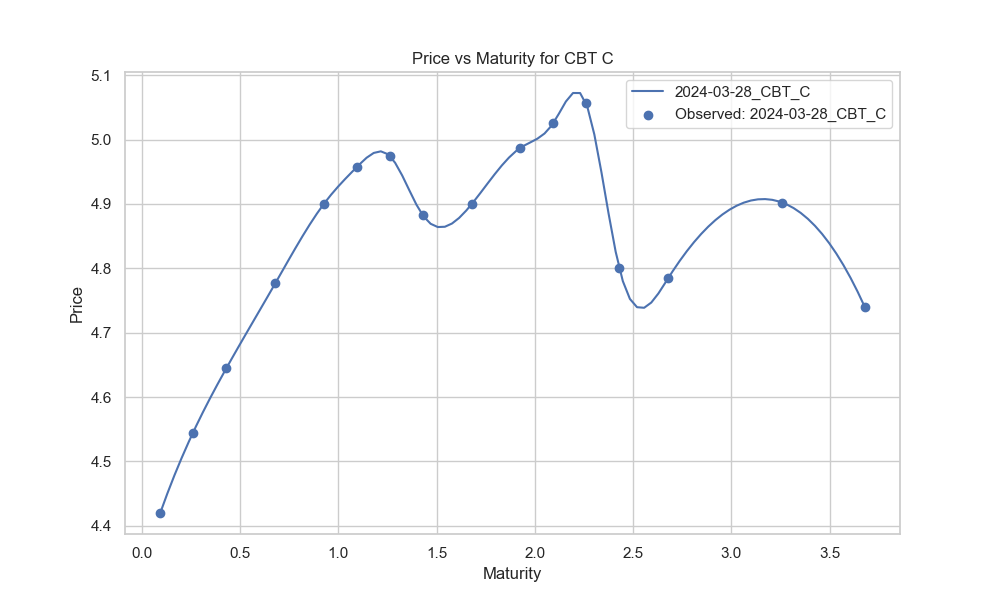 Price vs Maturity for CBT C
2024-03-28_CBT_C
Observed: 2024-03-28_CBT_C
Price
5.1
5.0
4.9
4.8
4.7
4.6
4.5
4.4
0.0 0.5 1.0 1.5 2.0 2.5 3.0 3.5
Maturity